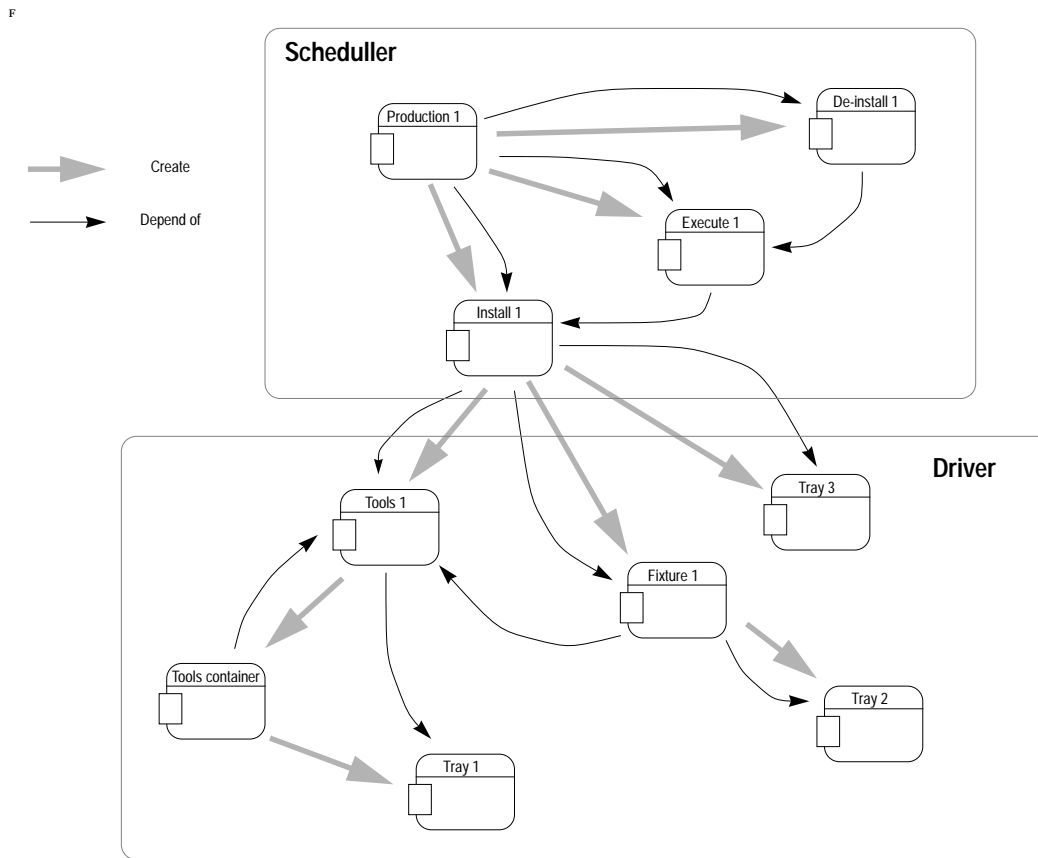 F
Scheduller
De-install 1
Production 1
Create
Depend of
Execute 1
Install 1
Driver
Tray 3
Tools 1
Fixture 1
Tools container
Tray 2
Tray 1